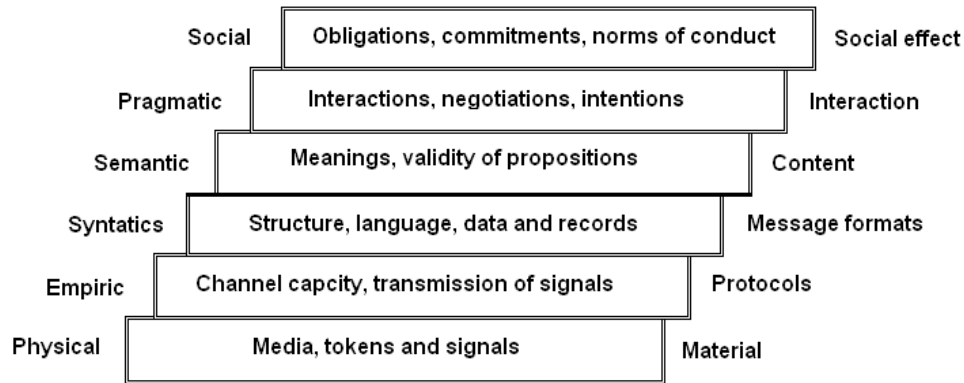 Social Obligations, commitments, norms of conduct Social effect
Pragmatic Interactions, negotiations, intentions Interaction
Semantic Meanings, validity of propositions Content
Syntatics Structure, language, data and records Message formats
Empiric Channel capcity, transmission of signals Protocols
Physical Media, tokens and signals Material